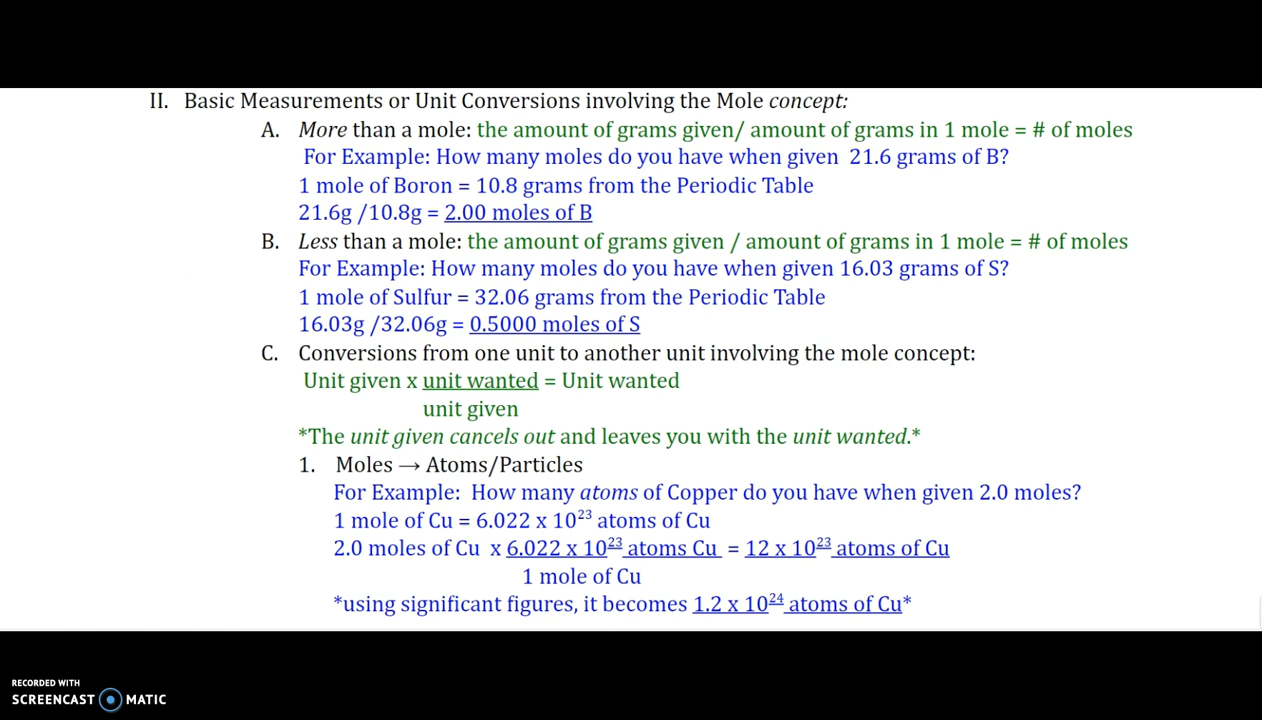 II. Basic Measurements or Unit Conversions involving the Mole concept:
A. More than a mole: the amount of grams given/ amount of grams in 1 mole = # of moles
For Example: How many moles do you have when given 21.6 grams of B?
1 mole of Boron = 10.8 grams from the Periodic Table
21.6g /10.8g = 2.00 moles of B
B. Less than a mole: the amount of grams given / amount of grams in 1 mole = # of moles
For Example: How many moles do you have when given 16.03 grams of S?
1 mole of Sulfur = 32.06 grams from the Periodic Table
16.03g /32.06g = 0.5000 moles of S
C. Conversions from one unit to another unit involving the mole concept:
Unit given x unit wanted = Unit wanted
unit given
*The unit given cancels out and leaves you with the unit wanted.*
1. Moles → Atoms/Particles
For Example: How many atoms of Copper do you have when given 2.0 moles?
1 mole of Cu = 6.022 x 10²³ atoms of Cu
2.0 moles of Cu x 6.022 x 10²³ atoms Cu = 12 x 10²³ atoms of Cu
1 mole of Cu
*using significant figures, it becomes 1.2 x 10²⁴ atoms of Cu*
RECORDED WITH
SCREENCAST MATIC